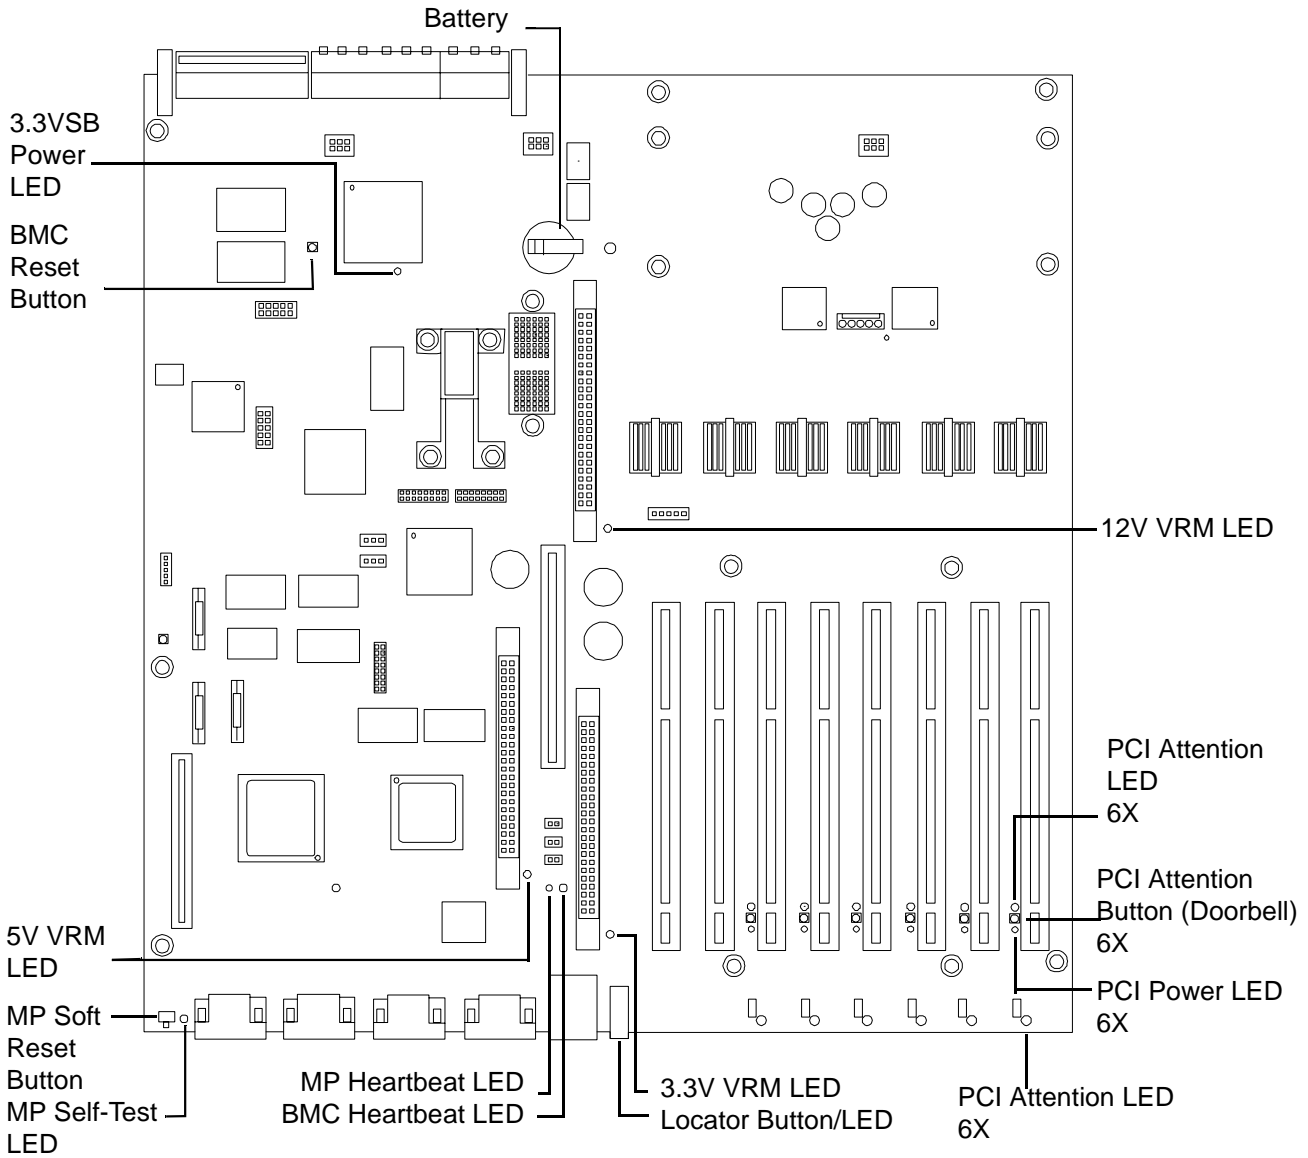 Battery
3.3VSB
Power
LED
BMC
Reset
Button
12V VRM LED
PCI Attention
LED
6X
PCI Attention
Button (Doorbell)
6X
PCI Power LED
6X
5V VRM
LED
MP Soft
Reset
Button
MP Self-Test
LED
MP Heartbeat LED
BMC Heartbeat LED
3.3V VRM LED
Locator Button/LED
PCI Attention LED
6X